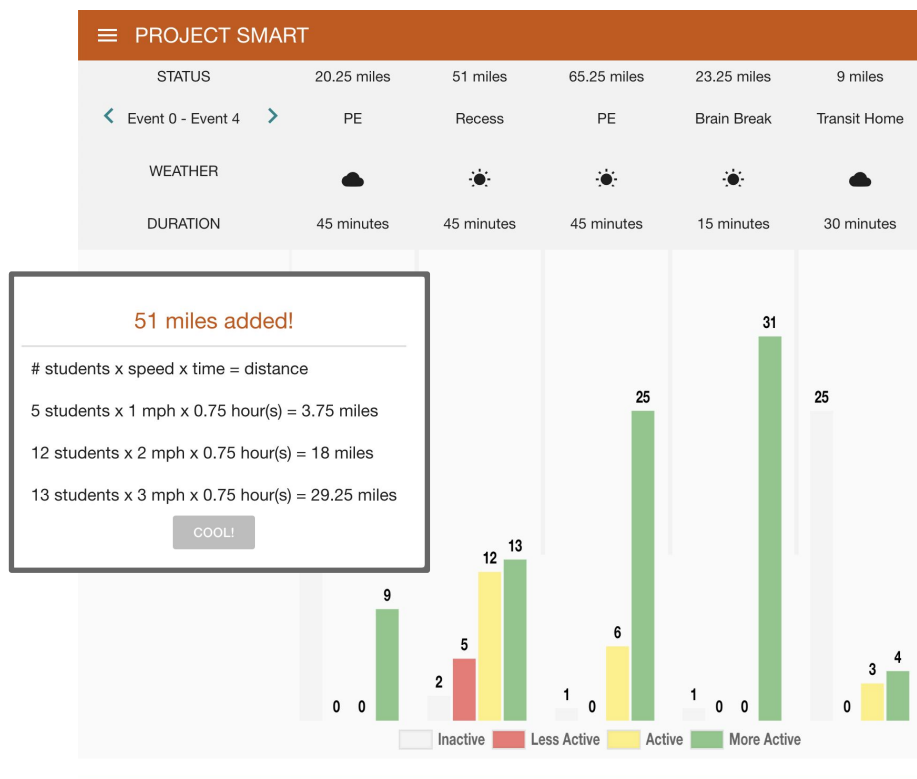 PROJECT SMART
STATUS 20.25 miles 51 miles 65.25 miles 23.25 miles 9 miles
Event 0 - Event 4 PE Recess PE Brain Break Transit Home
WEATHER
DURATION 45 minutes 45 minutes 45 minutes 15 minutes 30 minutes
51 miles added!
# students x speed x time = distance
5 students x 1 mph x 0.75 hour(s) = 3.75 miles
12 students x 2 mph x 0.75 hour(s) = 18 miles
13 students x 3 mph x 0.75 hour(s) = 29.25 miles
COOL!
0 0 9
2 5 12 13
1 0 6 25
1 0 0 31
25 0 3 4
Inactive Less Active Active More Active